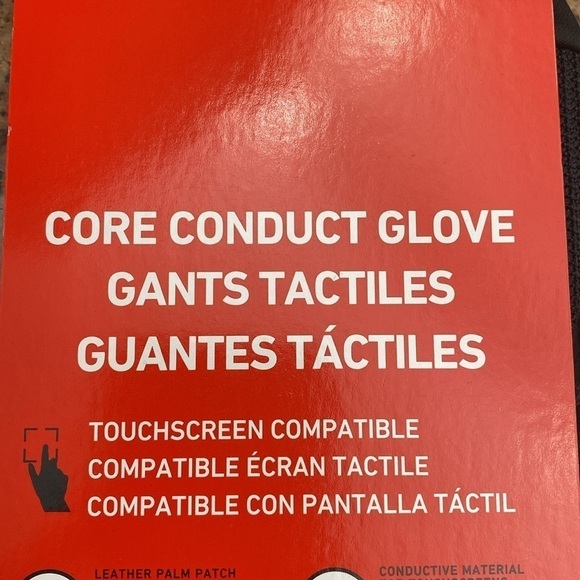 CORE CONDUCT GLOVE
GANTS TACTILES
GUANTES TÁCTILES
TOUCHSCREEN COMPATIBLE
COMPATIBLE ÉCRAN TACTILE
COMPATIBLE CON PANTALLA TÁCTIL
LEATHER PALM PATCH
CONDUCTIVE MATERIAL